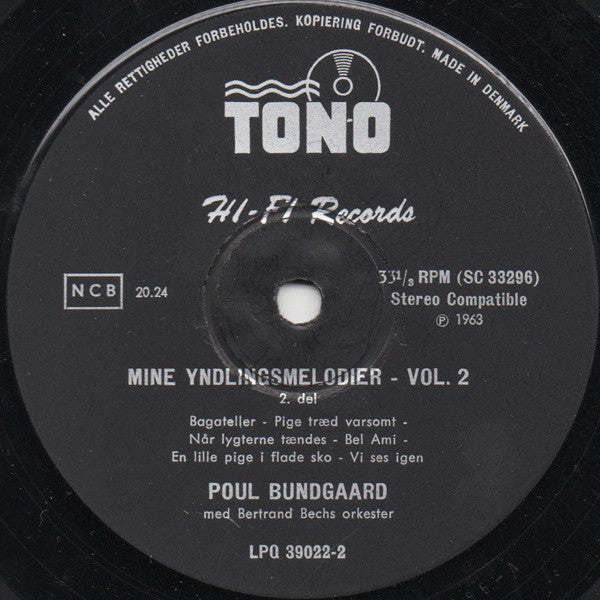 ALLE RETTIGHEDER FORBEHOLDES. KOPIERING FORBUDT. MADE IN DENMARK
TONO
HI-FI Records
NCB 20.24
33 1/3 RPM (SC 33296)
Stereo Compatible
℗ 1963
MINE YNDLINGSMELODIER - VOL. 2
2. del
Bagateller - Pige træd varsomt -
Når lygterne tændes - Bel Ami -
En lille pige i flade sko - Vi ses igen
POUL BUNDGAARD
med Bertrand Bechs orkester
LPQ 39022-2